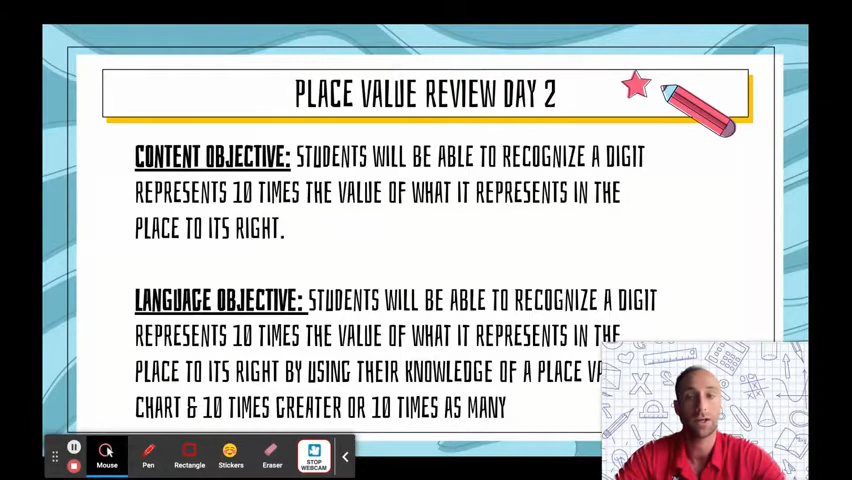 PLACE VALUE REVIEW DAY 2
CONTENT OBJECTIVE: STUDENTS WILL BE ABLE TO RECOGNIZE A DIGIT
REPRESENTS 10 TIMES THE VALUE OF WHAT IT REPRESENTS IN THE
PLACE TO ITS RIGHT.
LANGUAGE OBJECTIVE: STUDENTS WILL BE ABLE TO RECOGNIZE A DIGIT
REPRESENTS 10 TIMES THE VALUE OF WHAT IT REPRESENTS IN THE
PLACE TO ITS RIGHT BY USING THEIR KNOWLEDGE OF A PLACE
CHART & 10 TIMES GREATER OR 10 TIMES AS MANY
Mouse Pen Rectangle Stickers Eraser STOP WEBCAM